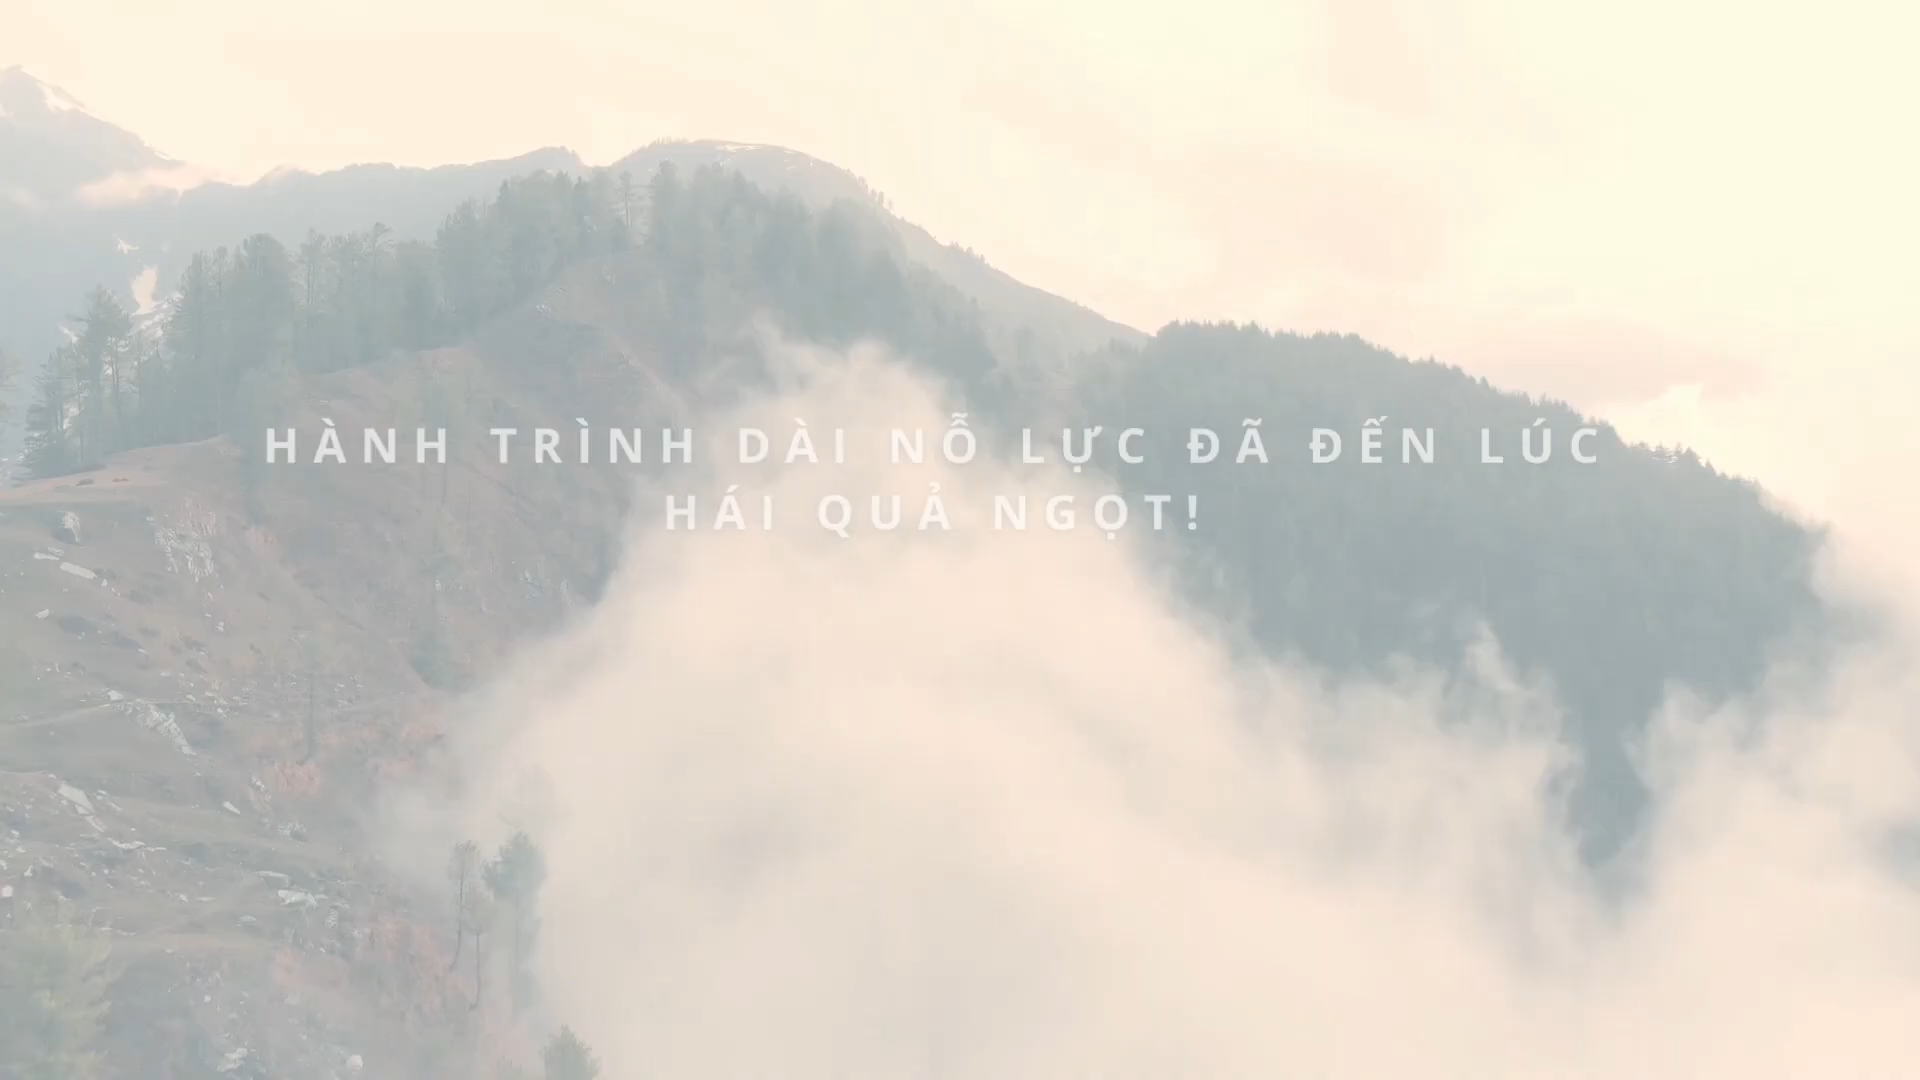 HÀNH TRÌNH DÀI NỖ LỰC ĐÃ ĐẾN LÚC
HÁI QUẢ NGỌT!